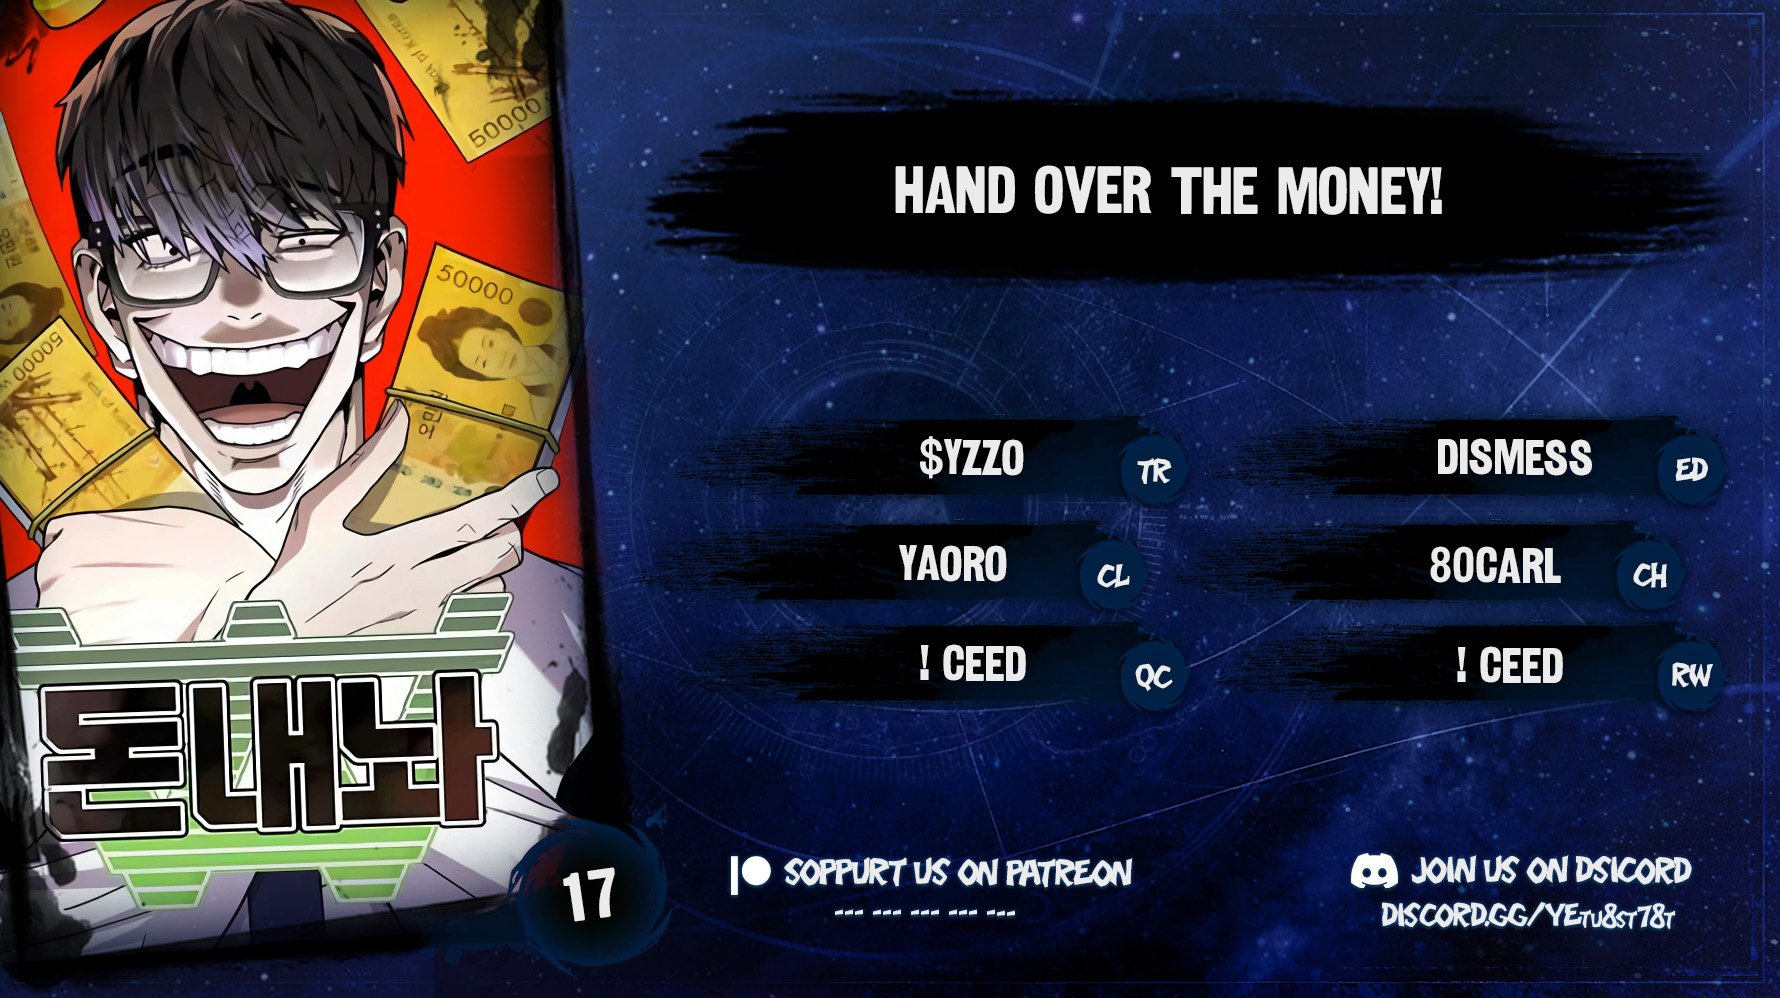 50000
HAND OVER THE MONEY!
50000
50000
$YZZO
TR
DISMESS
ED
YAORO
CL
80CARL
CH
! CEED
QC
! CEED
RW
돈내놔
17
SOPPURT US ON PATREON
--- --- --- --- ---
JOIN US ON DSICORD
DISCORD.GG/YETU8ST78T